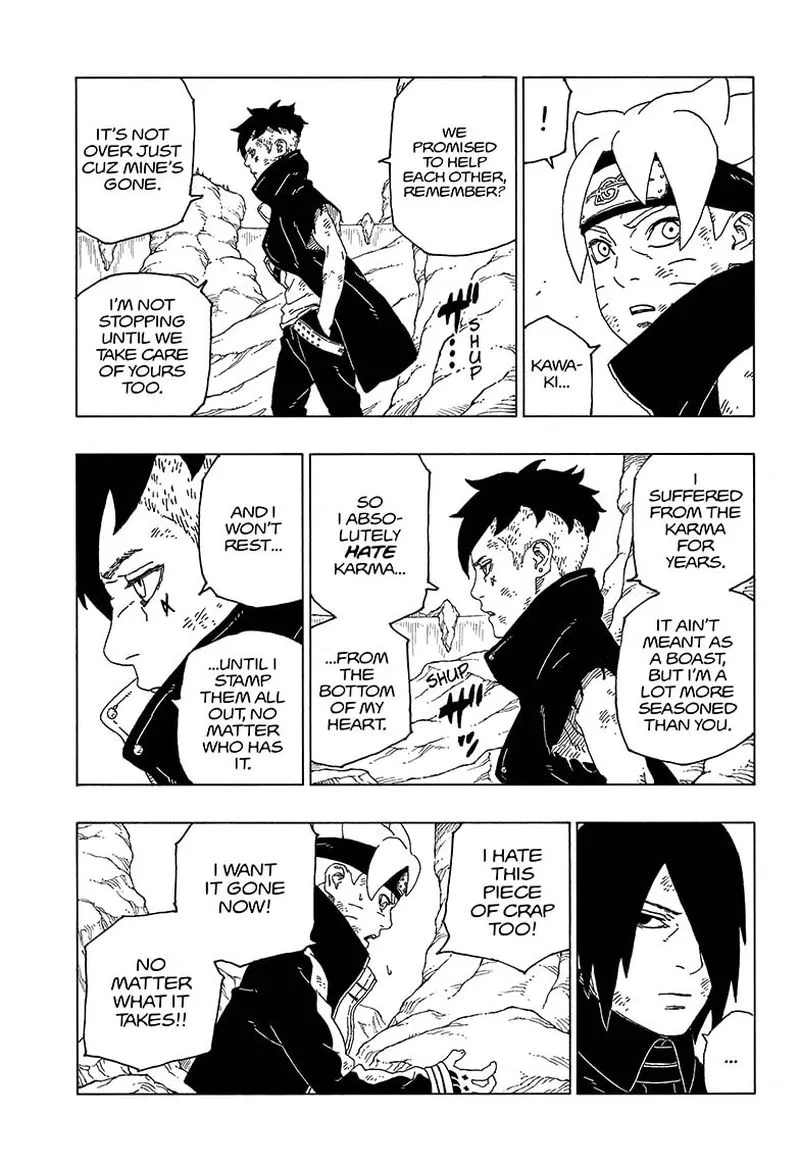 !
KAWA-
KI...
WE
PROMISED
TO HELP
EACH OTHER,
REMEMBER?
SHUP
IT'S NOT
OVER JUST
CUZ MINE'S
GONE.
I'M NOT
STOPPING
UNTIL WE
TAKE CARE
OF YOURS
TOO.
I
SUFFERED
FROM THE
KARMA
FOR
YEARS.
IT AIN'T
MEANT AS
A BOAST,
BUT I'M A
LOT MORE
SEASONED
THAN YOU.
SO
I ABSO-
LUTELY
HATE
KARMA...
...FROM
THE
BOTTOM
OF MY
HEART.
SHUP
AND I
WON'T
REST...
...UNTIL I
STAMP
THEM ALL
OUT, NO
MATTER
WHO HAS
IT.
...
I HATE
THIS
PIECE
OF CRAP
TOO!
I WANT
IT GONE
NOW!
NO
MATTER
WHAT IT
TAKES!!